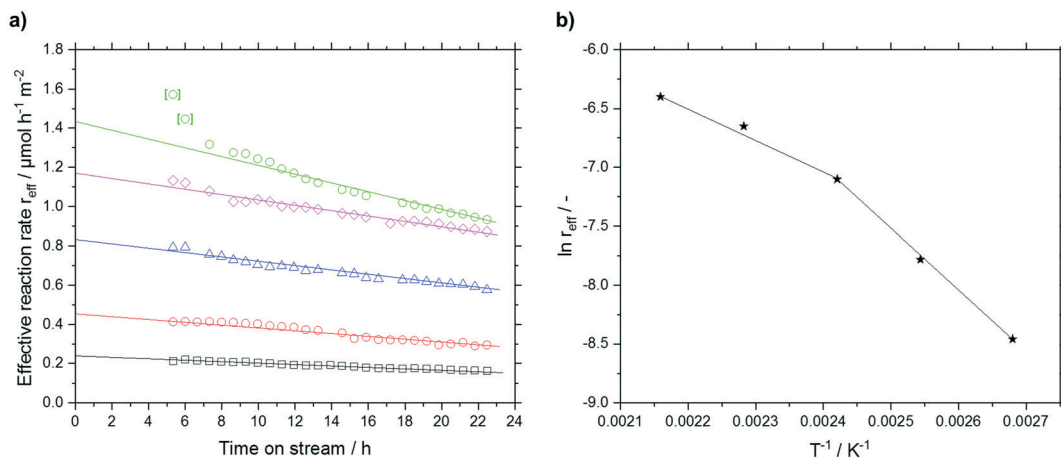 a)
Effective reaction rate r_eff / µmol h⁻¹ m⁻²
1.8
1.6
1.4
1.2
1.0
0.8
0.6
0.4
0.2
0.0
[○]
[○]
0 2 4 6 8 10 12 14 16 18 20 22 24
Time on stream / h
b)
ln r_eff / -
-6.0
-6.5
-7.0
-7.5
-8.0
-8.5
-9.0
0.0021 0.0022 0.0023 0.0024 0.0025 0.0026 0.0027
T⁻¹ / K⁻¹